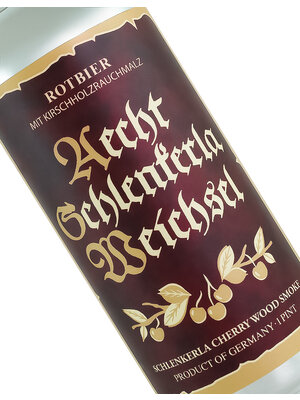 ROTBIER
MIT KIRSCHHOLZRAUCHMALZ
Aecht
Schlenkerla
Weichsel
SCHLENKERLA CHERRY WOOD SMOKE
PRODUCT OF GERMANY · 1 PINT